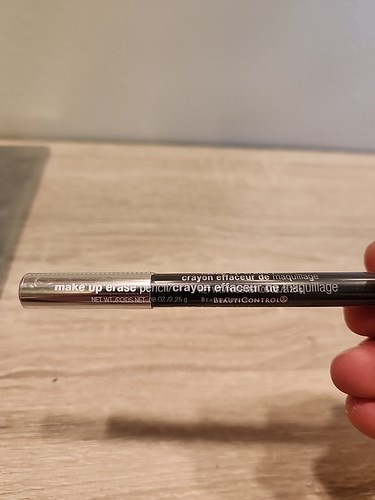 crayon effaceur de maquillage
make up erase pencil/crayon effaceur de maquillage
NET WT./POIDS NET .08 OZ./2.25 g BEAUTICONTROL®